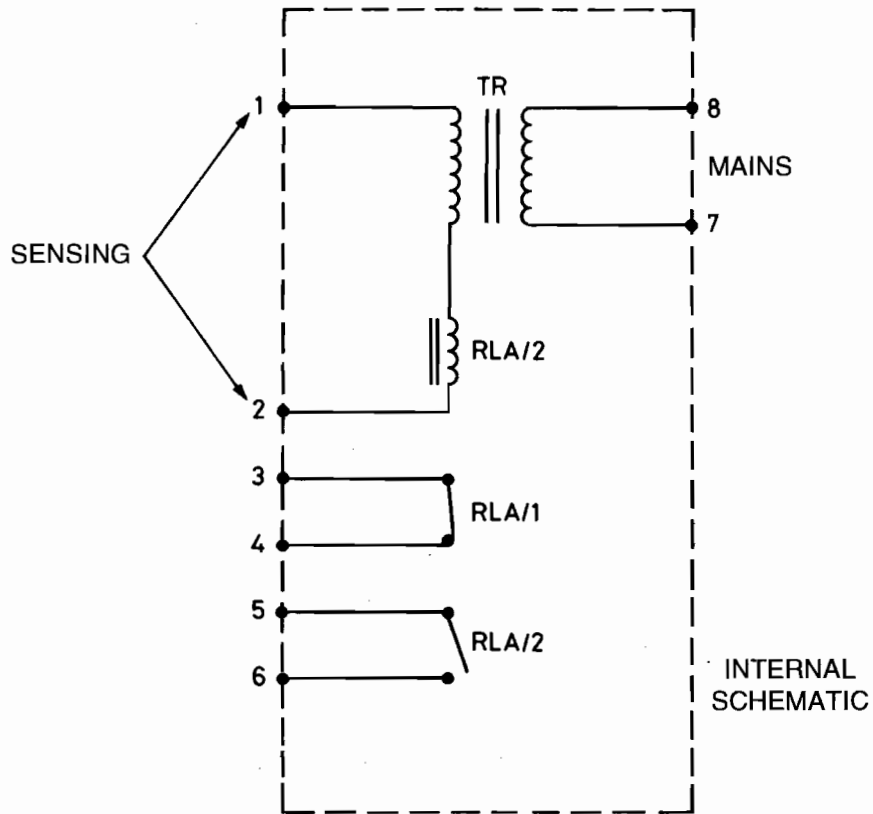 TR
1
8
MAINS
7
SENSING
RLA/2
2
3
RLA/1
4
5
RLA/2
6
INTERNAL
SCHEMATIC